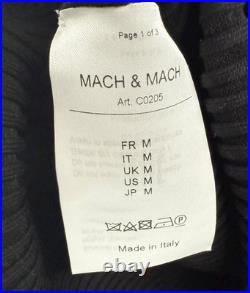 Page 1 of 3
MACH & MACH
Art. C0205
FR M
IT M
UK M
US M
JP M
P
Made in Italy